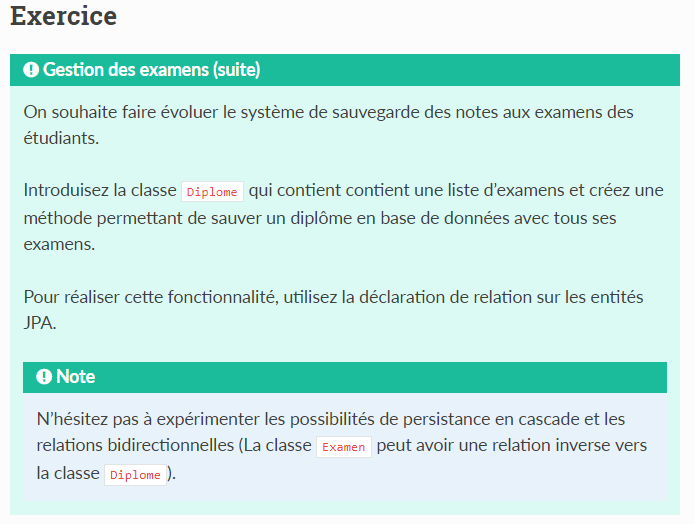 Exercice
Gestion des examens (suite)
On souhaite faire évoluer le système de sauvegarde des notes aux examens des
étudiants.
Introduisez la classe Diplome qui contient contient une liste d'examens et créez une
méthode permettant de sauver un diplôme en base de données avec tous ses
examens.
Pour réaliser cette fonctionnalité, utilisez la déclaration de relation sur les entités
JPA.
Note
N'hésitez pas à expérimenter les possibilités de persistance en cascade et les
relations bidirectionnelles (La classe Examen peut avoir une relation inverse vers
la classe Diplome ).